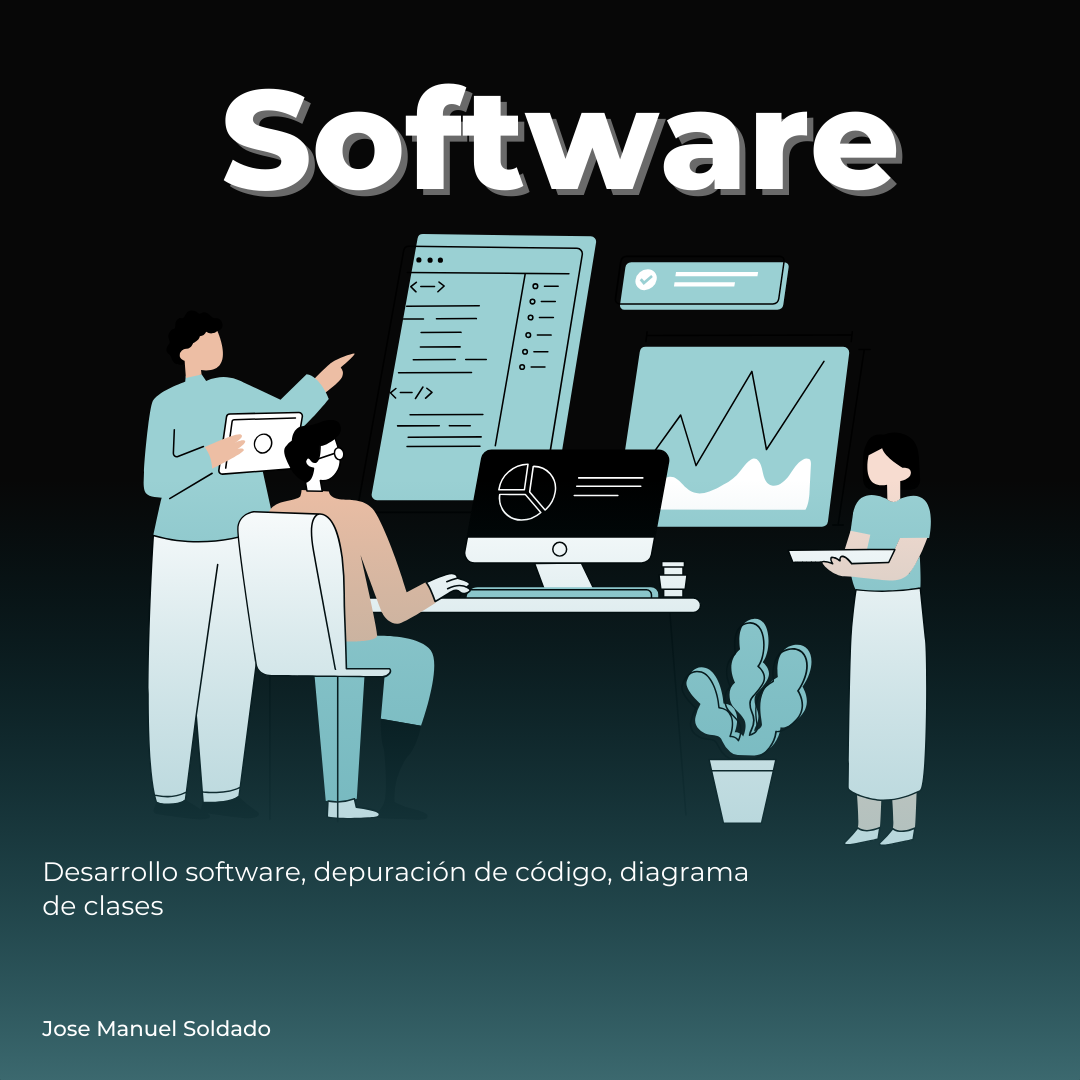 Software
Desarrollo software, depuración de código, diagrama
de clases
Jose Manuel Soldado